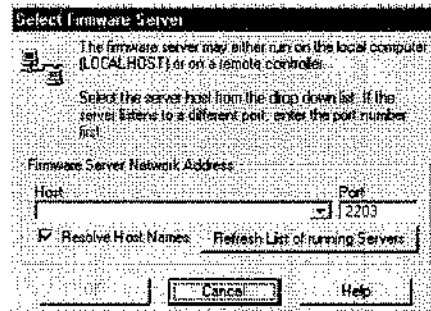 Select Firmware Server
The firmware server may either run on the local computer
(LOCALHOST) or on a remote controller.
Select the server host from the drop down list. If the
server listens to a different port, enter the port number
first.
Firmware Server Network Address
Host Port
2203
Resolve Host Names Refresh List of running Servers
Cancel Help